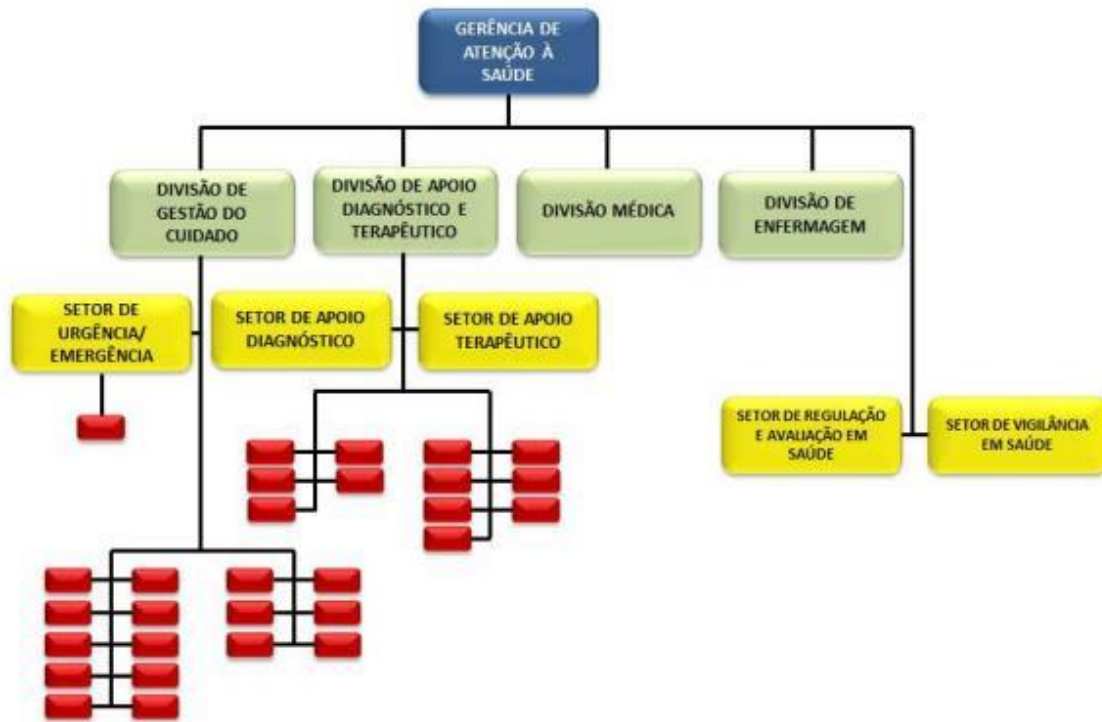 GERÊNCIA DE
ATENÇÃO À
SAÚDE
DIVISÃO DE
GESTÃO DO
CUIDADO
DIVISÃO DE APOIO
DIAGNÓSTICO E
TERAPÊUTICO
DIVISÃO MÉDICA
DIVISÃO DE
ENFERMAGEM
SETOR DE
URGÊNCIA/
EMERGÊNCIA
SETOR DE APOIO
DIAGNÓSTICO
SETOR DE APOIO
TERAPÊUTICO
SETOR DE REGULAÇÃO
E AVALIAÇÃO EM
SAÚDE
SETOR DE VIGILÂNCIA
EM SAÚDE